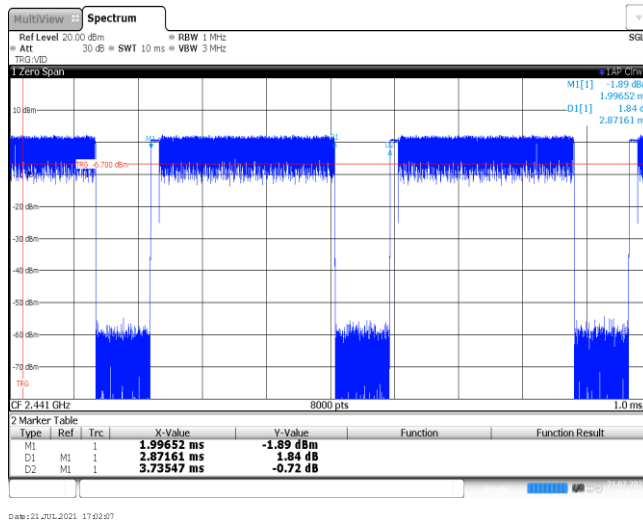 MultiView Spectrum
Ref Level 20.00 dBm RBW 1 MHz SGL
Att 30 dB SWT 10 ms VBW 3 MHz
TRG:VID
1 Zero Span 1AP Clrw
M1[1] -1.89 dBm
1.99652 ms
D1[1] 1.84 d
2.87161 ms
10 dBm
M1 D1
TRG -6.700 dBm
-20 dBm
-30 dBm
-40 dBm
-50 dBm
-60 dBm
-70 dBm
TRG
CF 2.441 GHz 8000 pts 1.0 ms
2 Marker Table
Type Ref Trc X-Value Y-Value Function Function Result
M1 1 1.99652 ms -1.89 dBm
D1 M1 1 2.87161 ms 1.84 dB
D2 M1 1 3.73547 ms -0.72 dB
Date:21.JUL.2021 17:02:07